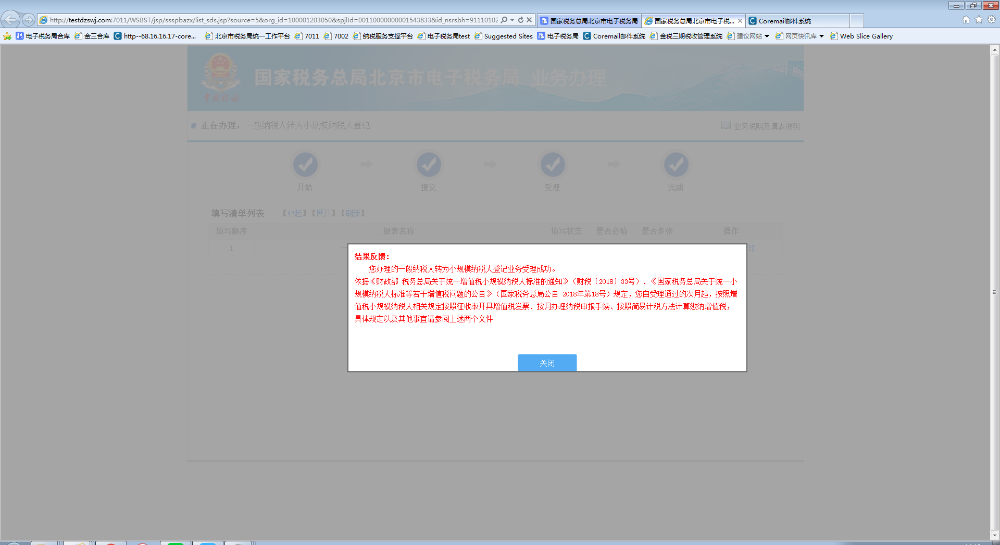 http://testdzswj.com:7011/WSBST/jsp/ssspbazx/list_sds.jsp?source=5&org_id=100001203050&spjlId=001100000000015438338&id_nsrsbh=91110102
国家税务总局北京市电子税务局
国家税务总局北京市电子税...
Coremail邮件系统
电子税务局合库 金三合库 http--68.16.16.17-core... 北京市税务局统一工作平台 7011 7002 纳税服务支撑平台 电子税务局test Suggested Sites 电子税务局 Coremail邮件系统 金税三期税收管理系统 建议网站 网页快讯库 Web Slice Gallery
中国税务
国家税务总局北京市电子税务局 业务办理
正在办理：一般纳税人转为小规模纳税人登记 业务说明及填表说明
开始 提交 受理 完成
填写清单列表 【收起】【展开】【刷新】
填写顺序 报表名称 填写状态 是否必填 是否多张 操作
1 一 印
结果反馈：
您办理的一般纳税人转为小规模纳税人登记业务受理成功。
依据《财政部 税务总局关于统一增值税小规模纳税人标准的通知》（财税〔2018〕33号）、《国家税务总局关于统一小
规模纳税人标准等若干增值税问题的公告》（国家税务总局公告 2018年第18号）规定，您自受理通过的次月起，按照增
值税小规模纳税人相关规定按照征收率开具增值税发票、按月办理纳税申报手续、按照简易计税方法计算缴纳增值税，
具体规定以及其他事宜请参阅上述两个文件
关闭